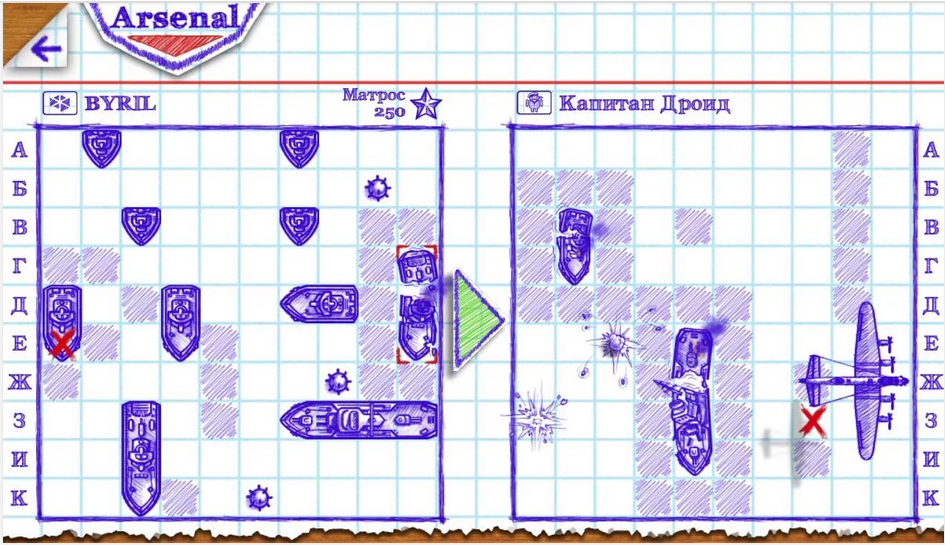 Arsenal
BYRIL
Матрос
250
Капитан Дроид
А
Б
В
Г
Д
Е
Ж
З
И
К
А
Б
В
Г
Д
Е
Ж
З
И
К